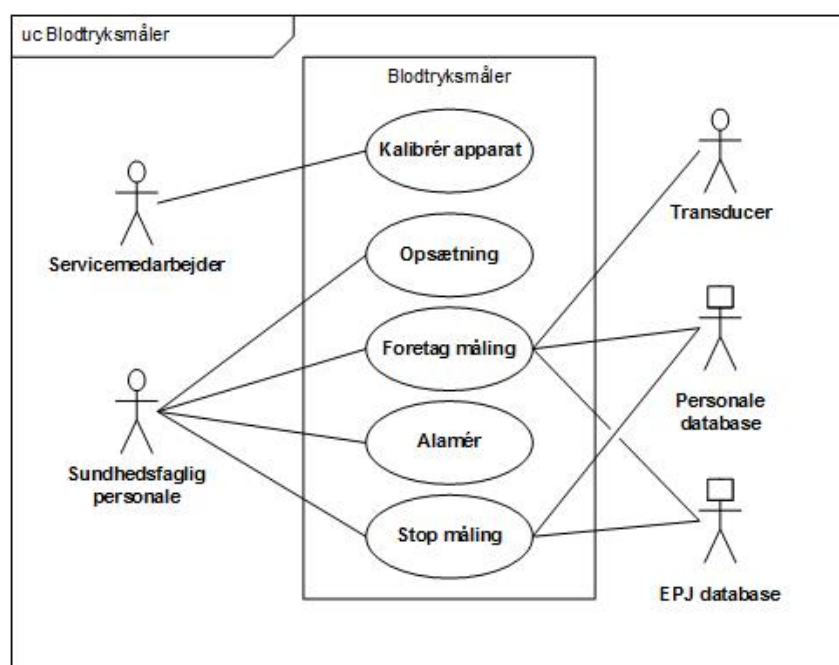 uc Blodtryksmåler
Blodtryksmåler
Kalibrér apparat
Servicemedarbejder
Transducer
Opsætning
Foretag måling
Personale
database
Alamér
Sundhedsfaglig
personale
Stop måling
EPJ database